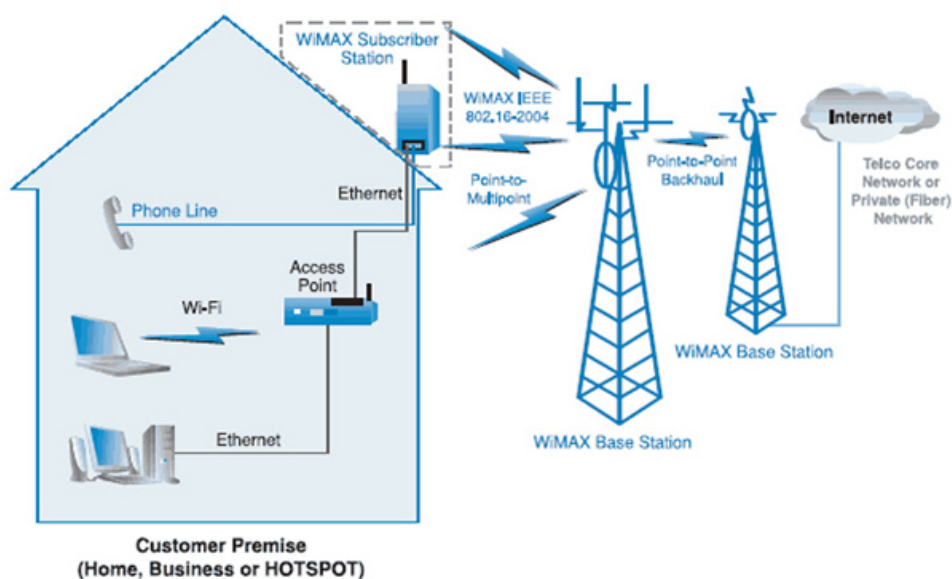 WiMAX Subscriber
Station
WiMAX IEEE
802.16-2004
Internet
Point-to-Point
Backhaul
Telco Core
Network or
Private (Fiber)
Network
Ethernet
Point-to-
Multipoint
Phone Line
Access
Point
Wi-Fi
WiMAX Base Station
Ethernet
WiMAX Base Station
Customer Premise
(Home, Business or HOTSPOT)